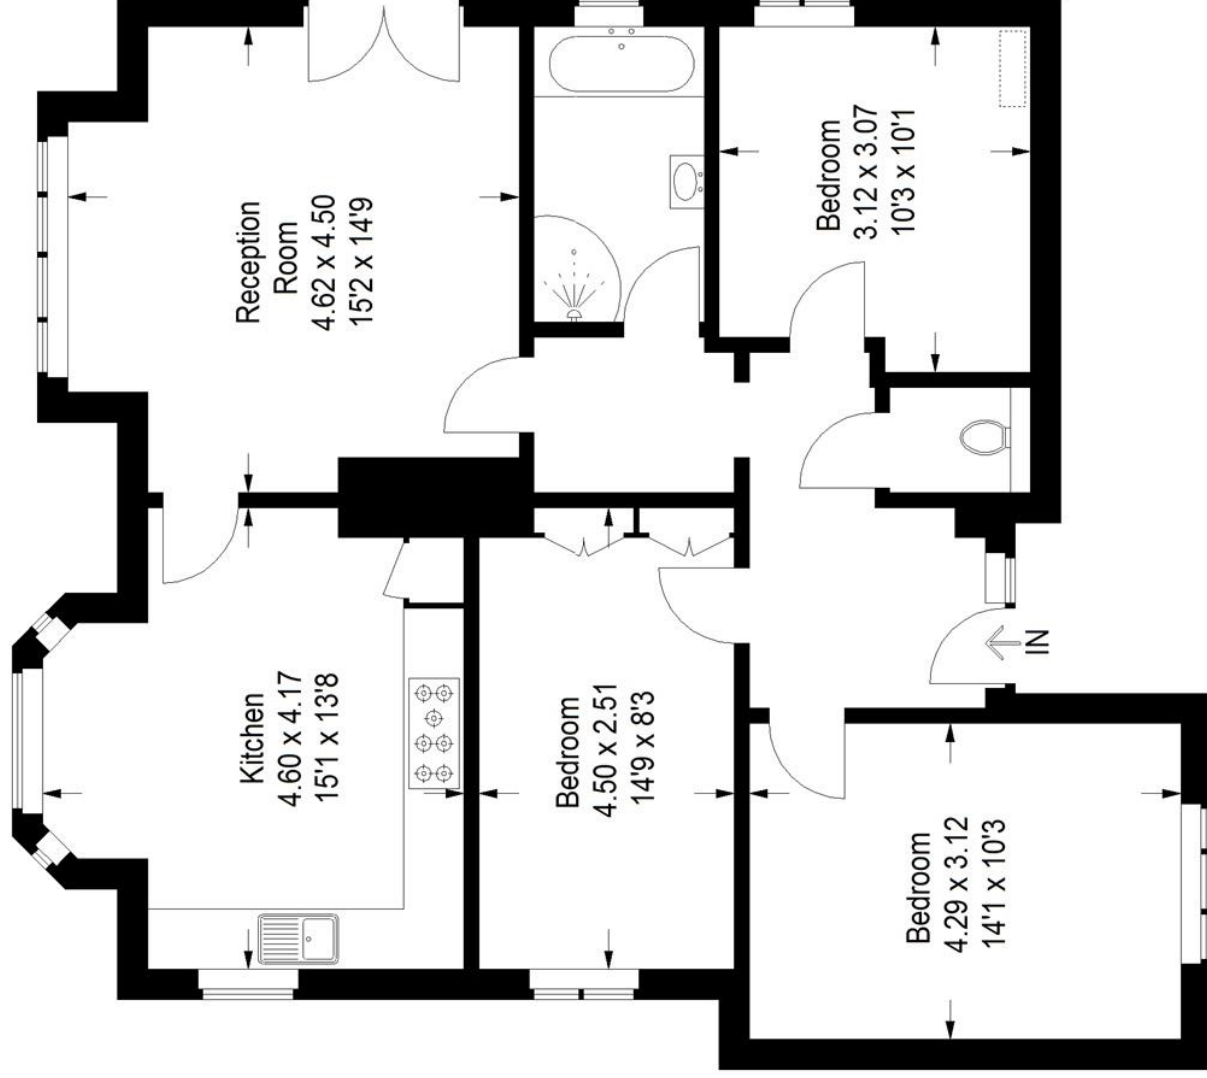 Reception
Room
4.62 x 4.50
15'2 x 14'9
Bedroom
3.12 x 3.07
10'3 x 10'1
Kitchen
4.60 x 4.17
15'1 x 13'8
Bedroom
4.50 x 2.51
14'9 x 8'3
Bedroom
4.29 x 3.12
14'1 x 10'3
IN